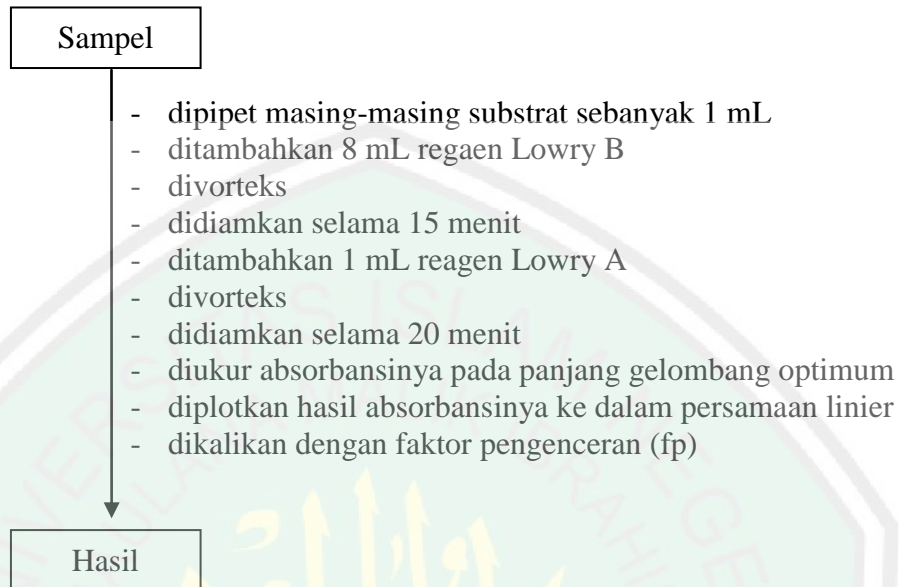 Sampel
- dipipet masing-masing substrat sebanyak 1 mL
- ditambahkan 8 mL regaen Lowry B
- divorteks
- didiamkan selama 15 menit
- ditambahkan 1 mL reagen Lowry A
- divorteks
- didiamkan selama 20 menit
- diukur absorbansinya pada panjang gelombang optimum
- diplotkan hasil absorbansinya ke dalam persamaan linier
- dikalikan dengan faktor pengenceran (fp)
Hasil